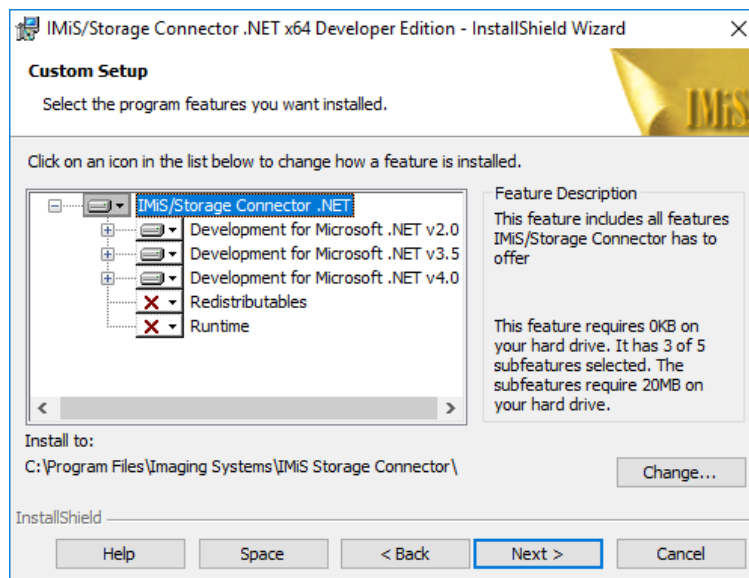 IMiS/Storage Connector .NET x64 Developer Edition - InstallShield Wizard
Custom Setup
Select the program features you want installed.
IMiS
Click on an icon in the list below to change how a feature is installed.
IMiS/Storage Connector .NET
Development for Microsoft .NET v2.0
Development for Microsoft .NET v3.5
Development for Microsoft .NET v4.0
Redistributables
Runtime
Feature Description
This feature includes all features
IMiS/Storage Connector has to
offer
This feature requires 0KB on
your hard drive. It has 3 of 5
subfeatures selected. The
subfeatures require 20MB on
your hard drive.
Install to:
C:\Program Files\Imaging Systems\IMiS Storage Connector\
Change...
InstallShield
Help
Space
< Back
Next >
Cancel